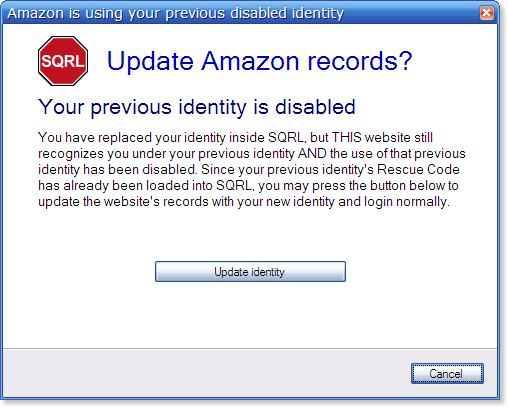 Amazon is using your previous disabled identity
SQRL
Update Amazon records?
Your previous identity is disabled
You have replaced your identity inside SQRL, but THIS website still
recognizes you under your previous identity AND the use of that previous
identity has been disabled. Since your previous identity's Rescue Code
has already been loaded into SQRL, you may press the button below to
update the website's records with your new identity and login normally.
Update identity
Cancel